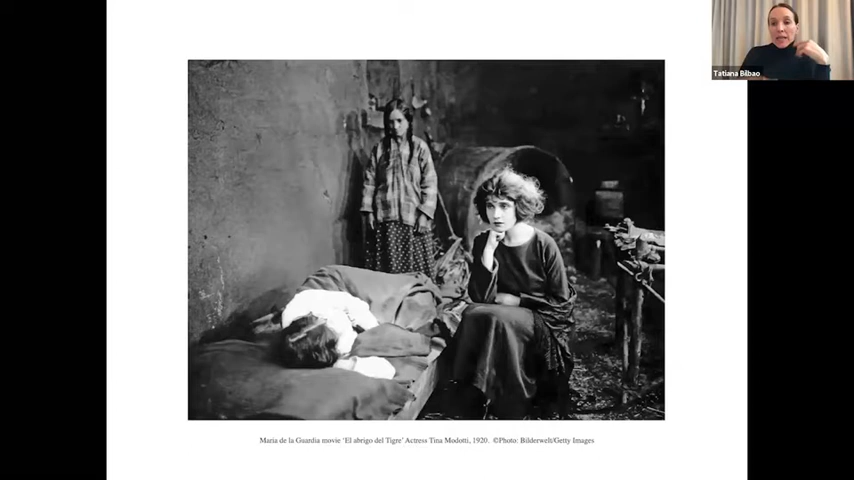 Tatiana Bilbao
Maria de la Guardia movie 'El abrigo del Tigre' Actress Tina Modotti, 1920. ©Photo: Bilderwelt/Getty Images